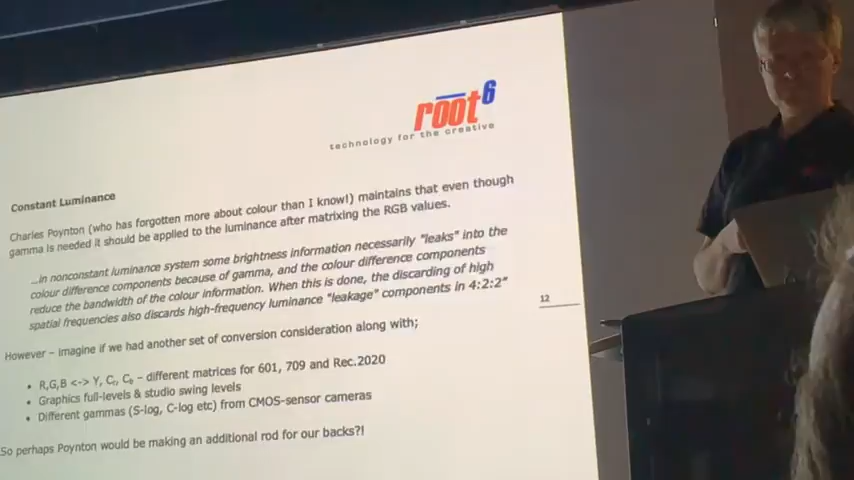 root6
technology for the creative
Constant Luminance
Charles Poynton (who has forgotten more about colour than I know!) maintains that even though
gamma is needed it should be applied to the luminance after matrixing the RGB values.
...in nonconstant luminance system some brightness information necessarily "leaks" into the
colour difference components because of gamma, and the colour difference components
reduce the bandwidth of the colour information. When this is done, the discarding of high
spatial frequencies also discards high-frequency luminance "leakage" components in 4:2:2"
12
However – imagine if we had another set of conversion consideration along with;
• R,G,B <-> Y, Cr, Cb – different matrices for 601, 709 and Rec.2020
• Graphics full-levels & studio swing levels
• Different gammas (S-log, C-log etc) from CMOS-sensor cameras
So perhaps Poynton would be making an additional rod for our backs?!